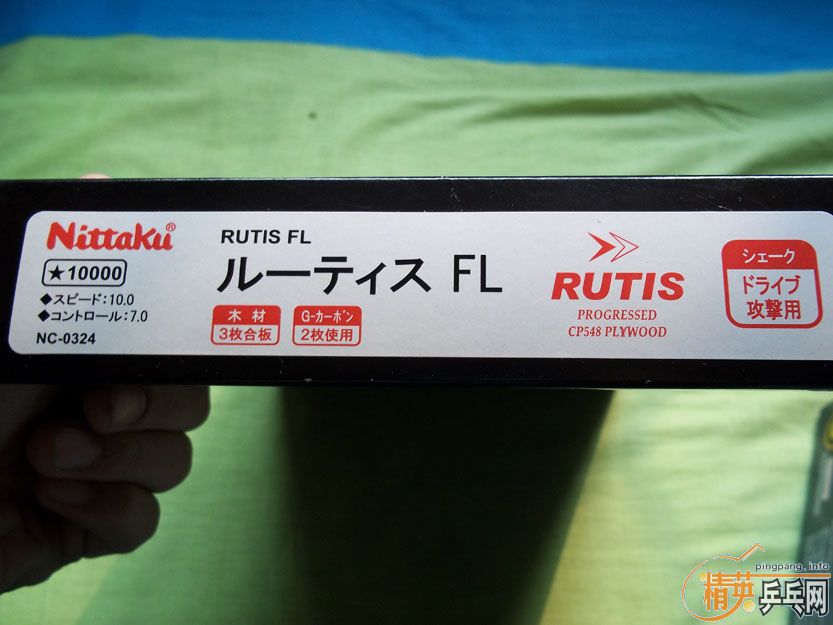 Nittaku®
★10000
◆スピード:10.0
◆コントロール:7.0
NC-0324
RUTIS FL
ルーティス FL
木材
3枚合板
G-カーボン
2枚使用
RUTIS
PROGRESSED
CP548 PLYWOOD
シェーク
ドライブ
攻撃用
pingpang.info
精英乒乓网